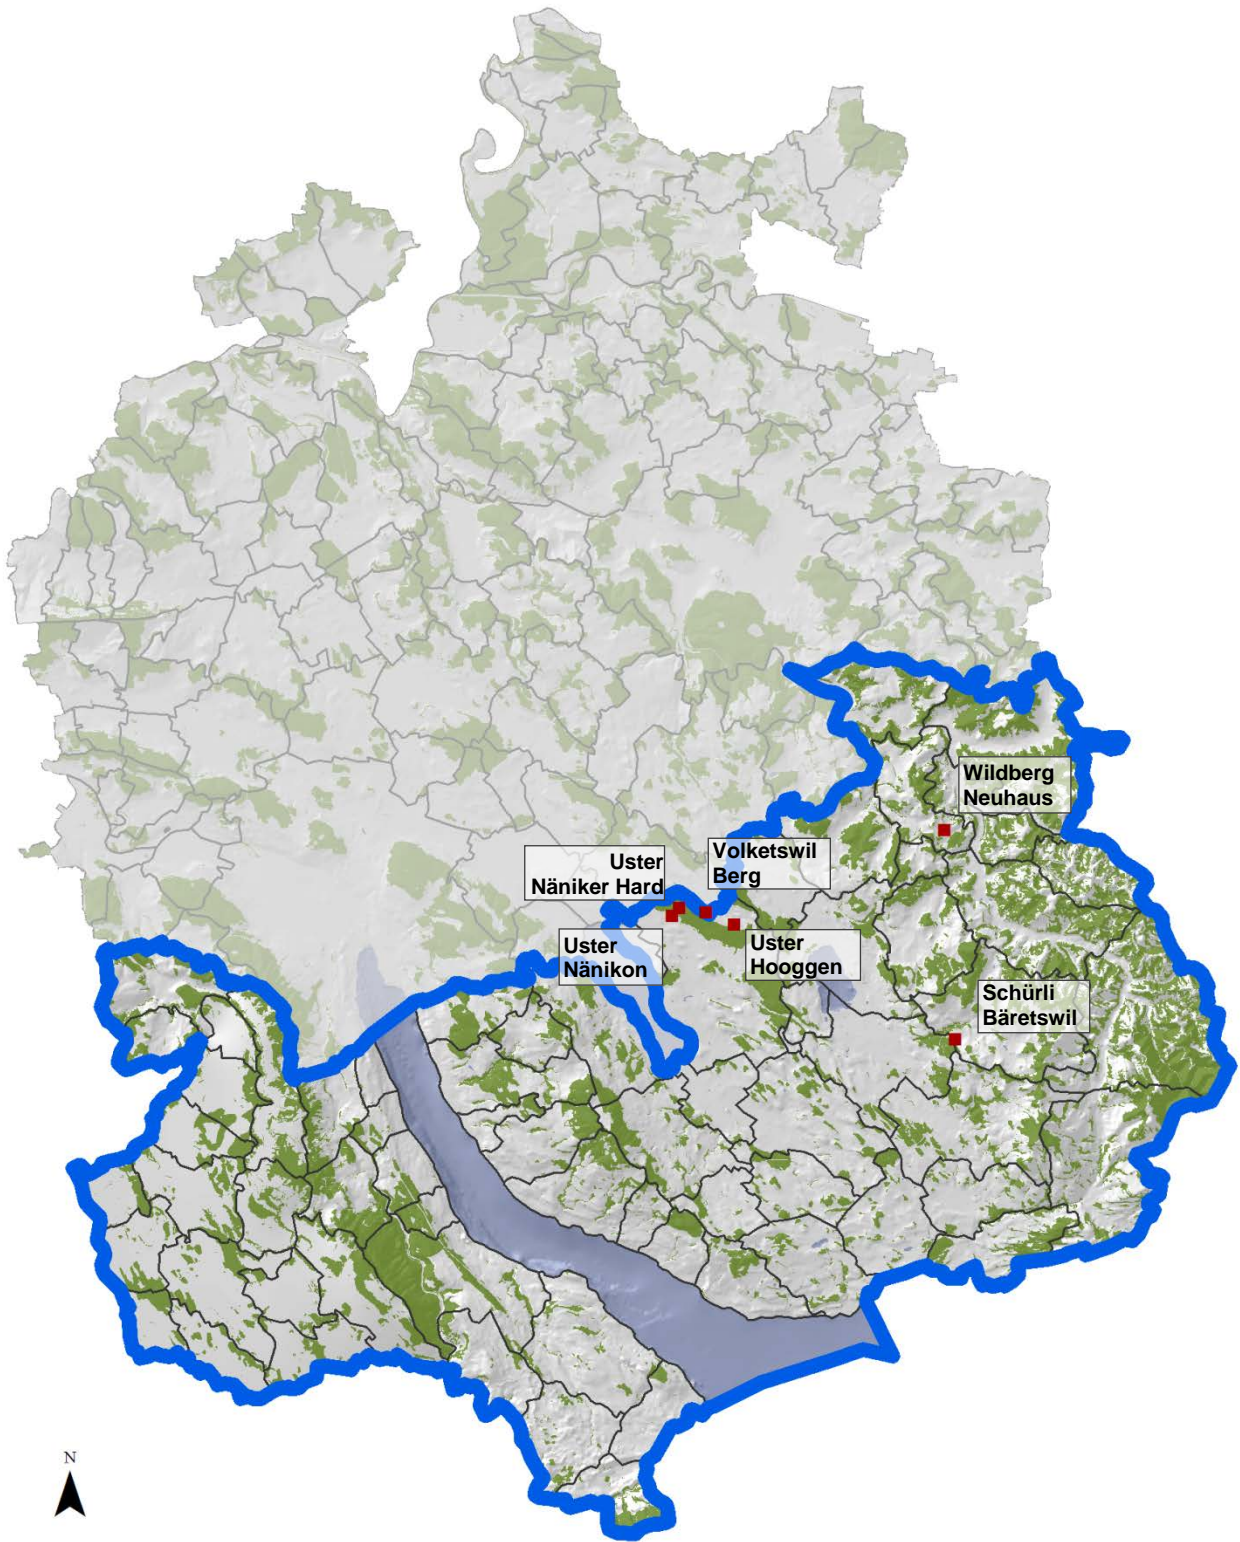 Wildberg
Neuhaus
Volketswil
Berg
Uster
Näniker Hard
Uster
Nänikon
Uster
Hooggen
Schürli
Bäretswil
N